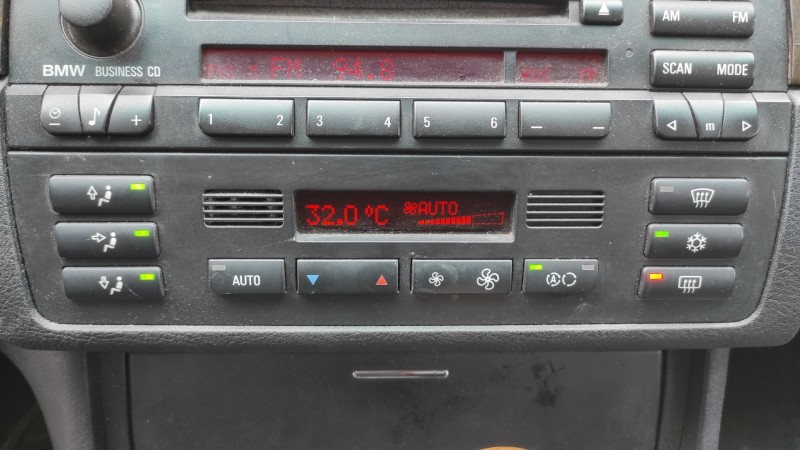 AM FM
FM 94.8
BMW BUSINESS CD
SCAN MODE
1 2 3 4 5 6
- + m
32.0 °C AUTO
AUTO
A